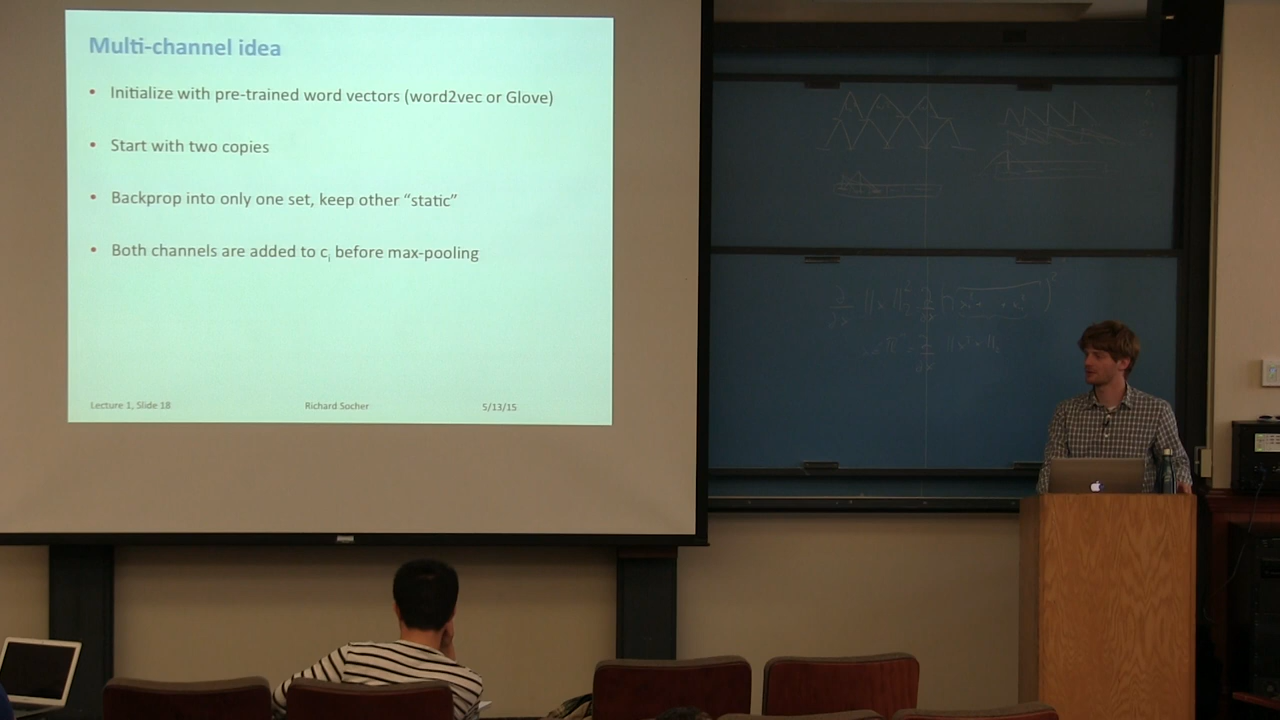 Multi-channel idea
• Initialize with pre-trained word vectors (word2vec or Glove)
• Start with two copies
• Backprop into only one set, keep other “static”
• Both channels are added to cᵢ before max-pooling
Lecture 1, Slide 18 Richard Socher 5/13/15